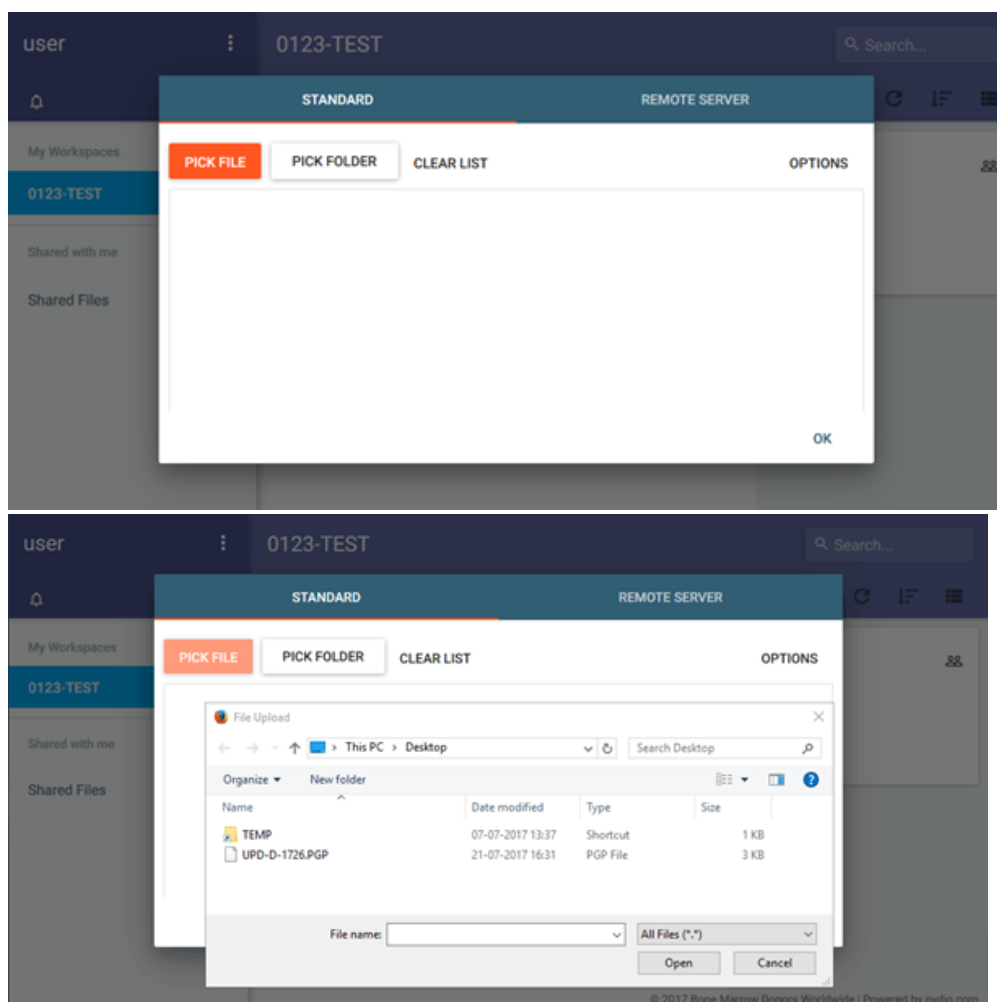 user
0123-TEST
Search...
STANDARD
REMOTE SERVER
My Workspaces
PICK FILE
PICK FOLDER
CLEAR LIST
OPTIONS
0123-TEST
Shared with me
Shared Files
OK
user
0123-TEST
Search...
STANDARD
REMOTE SERVER
My Workspaces
PICK FILE
PICK FOLDER
CLEAR LIST
OPTIONS
0123-TEST
File Upload
Shared with me
This PC > Desktop
Search Desktop
Shared Files
Organize
New folder
Name Date modified Type Size
TEMP 07-07-2017 13:37 Shortcut 1 KB
UPD-D-1726.PGP 21-07-2017 16:31 PGP File 3 KB
File name:
All Files (*.*)
Open
Cancel
© 2017 Bone Marrow Donors Worldwide | Powered by pydio.com